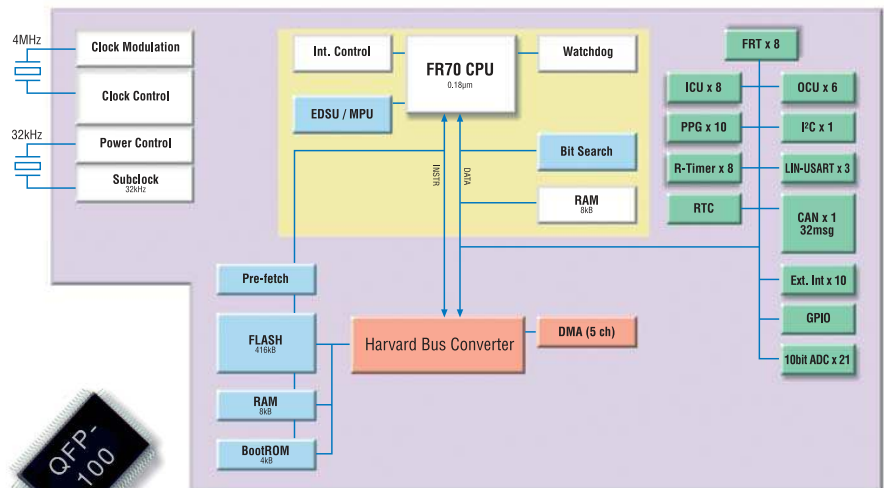 4MHz
Clock Modulation
Clock Control
32kHz
Power Control
Subclock
32kHz
Int. Control
FR70 CPU
0.18µm
Watchdog
EDSU / MPU
INSTR
DATA
Bit Search
RAM
8kB
FRT x 8
ICU x 8
OCU x 6
PPG x 10
I²C x 1
R-Timer x 8
LIN-USART x 3
RTC
CAN x 1
32msg
Ext. Int x 10
GPIO
10bit ADC x 21
Pre-fetch
FLASH
416kB
RAM
8kB
BootROM
4kB
Harvard Bus Converter
DMA (5 ch)
QFP-
100